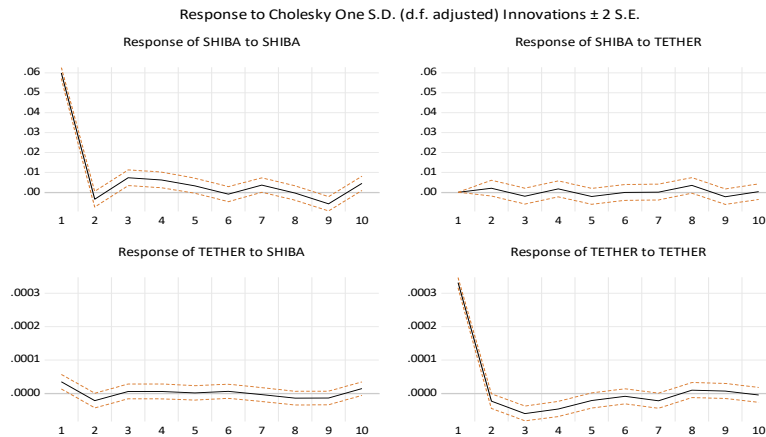 Response to Cholesky One S.D. (d.f. adjusted) Innovations ± 2 S.E.
Response of SHIBA to SHIBA
.06
.05
.04
.03
.02
.01
.00
1 2 3 4 5 6 7 8 9 10
Response of SHIBA to TETHER
.06
.05
.04
.03
.02
.01
.00
1 2 3 4 5 6 7 8 9 10
Response of TETHER to SHIBA
.0003
.0002
.0001
.0000
1 2 3 4 5 6 7 8 9 10
Response of TETHER to TETHER
.0003
.0002
.0001
.0000
1 2 3 4 5 6 7 8 9 10